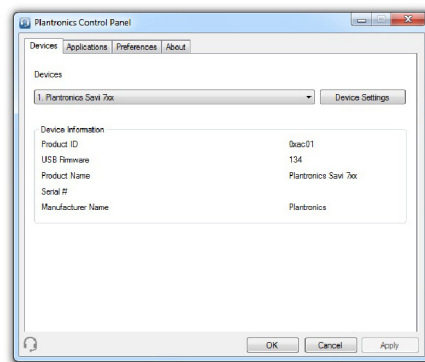 Plantronics Control Panel
Devices Applications Preferences About
Devices
1. Plantronics Savi 7xx Device Settings
Device Information
Product ID 0xac01
USB Firmware 134
Product Name Plantronics Savi 7xx
Serial #
Manufacturer Name Plantronics
OK Cancel Apply